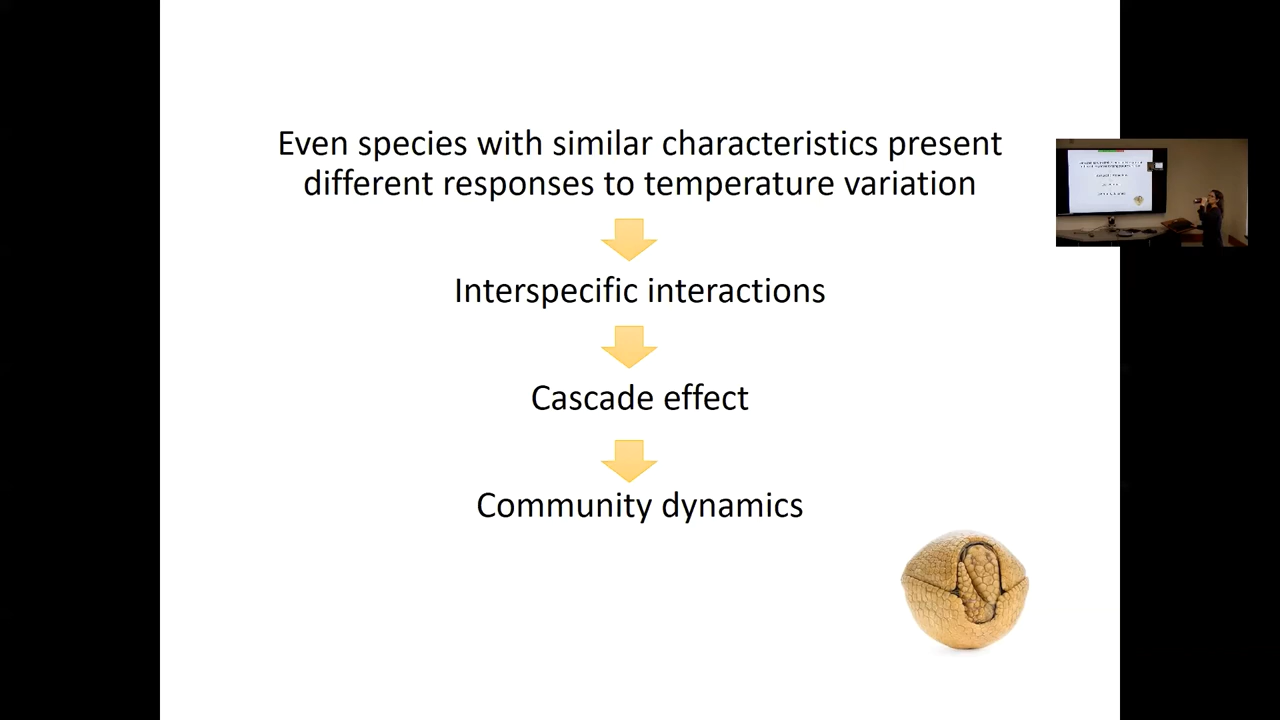 Even species with similar characteristics present
different responses to temperature variation
Interspecific interactions
Cascade effect
Community dynamics